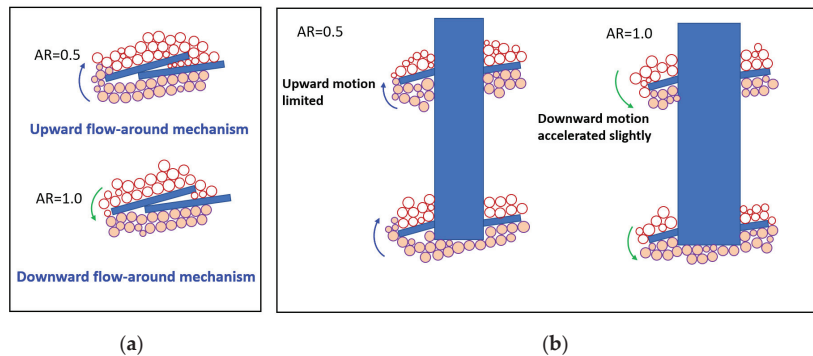 AR=0.5
Upward flow-around mechanism
AR=1.0
Downward flow-around mechanism
(a)
AR=0.5
Upward motion
limited
AR=1.0
Downward motion
accelerated slightly
(b)